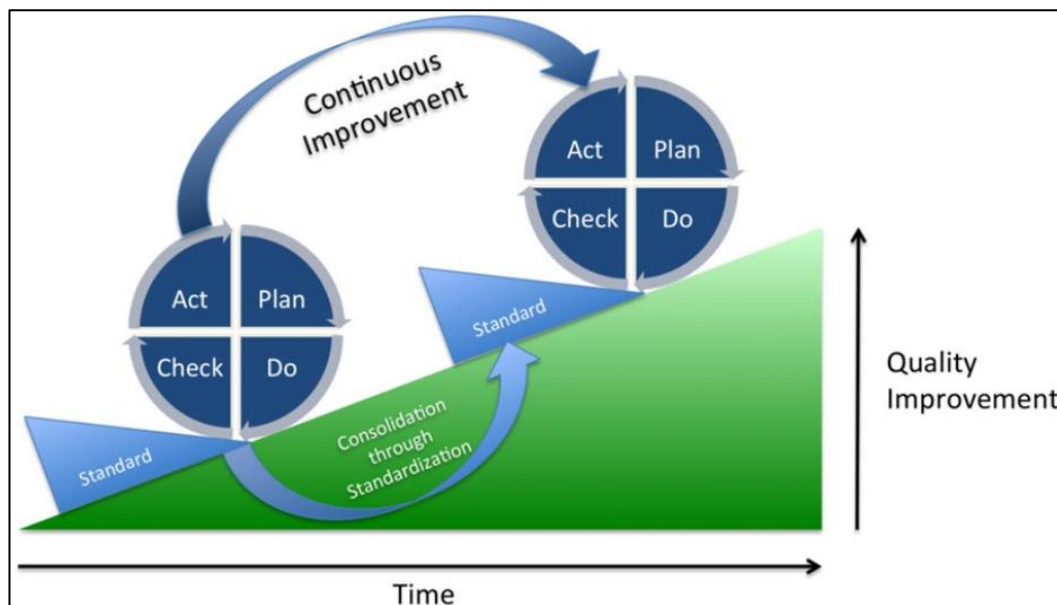 Continuous
Improvement
Act Plan
Check Do
Act Plan
Check Do
Standard
Standard
Consolidation
through
Standardization
Quality
Improvement
Time